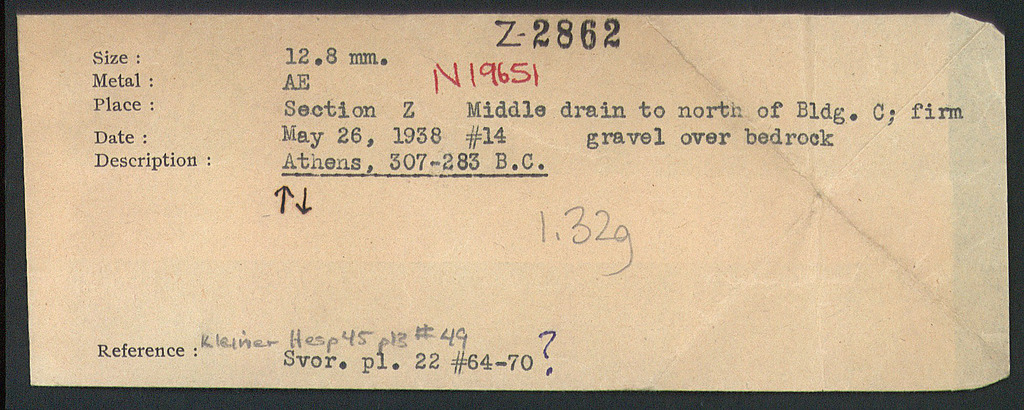 Z-2862
Size : 12.8 mm.
N19651
Metal : AE
Place : Section Z Middle drain to north of Bldg. C; firm
Date : May 26, 1938 #14 gravel over bedrock
Description : Athens, 307-283 B.C.
↑↓
1.32g
Kleiner Hesp 45 pl3 #49
Reference : Svor. pl. 22 #64-70 ?